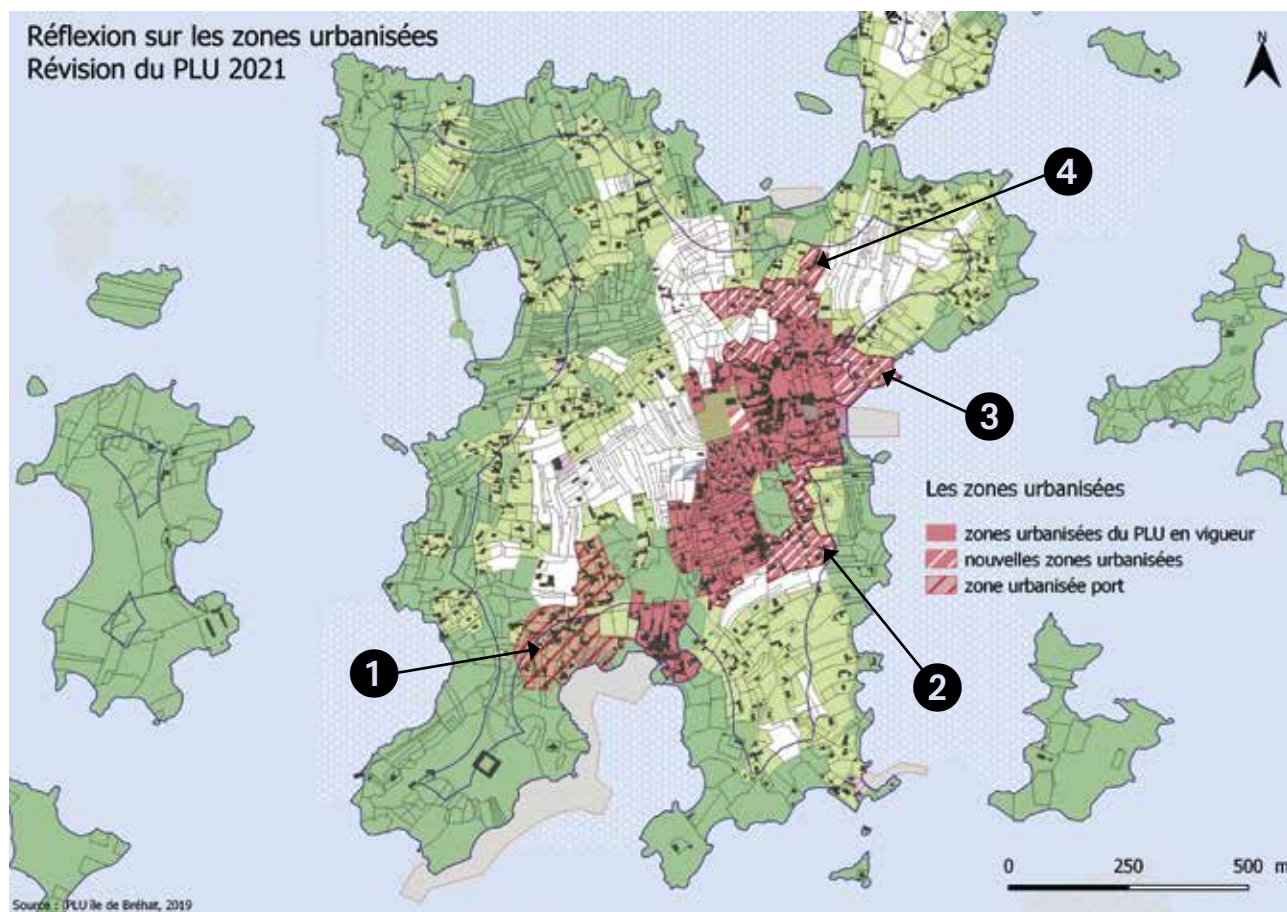 Réflexion sur les zones urbanisées
Révision du PLU 2021
N
4
3
Les zones urbanisées
zones urbanisées du PLU en vigueur
nouvelles zones urbanisées
zone urbanisée port
1
2
0 250 500 m
Source : PLU île de Bréhat, 2019